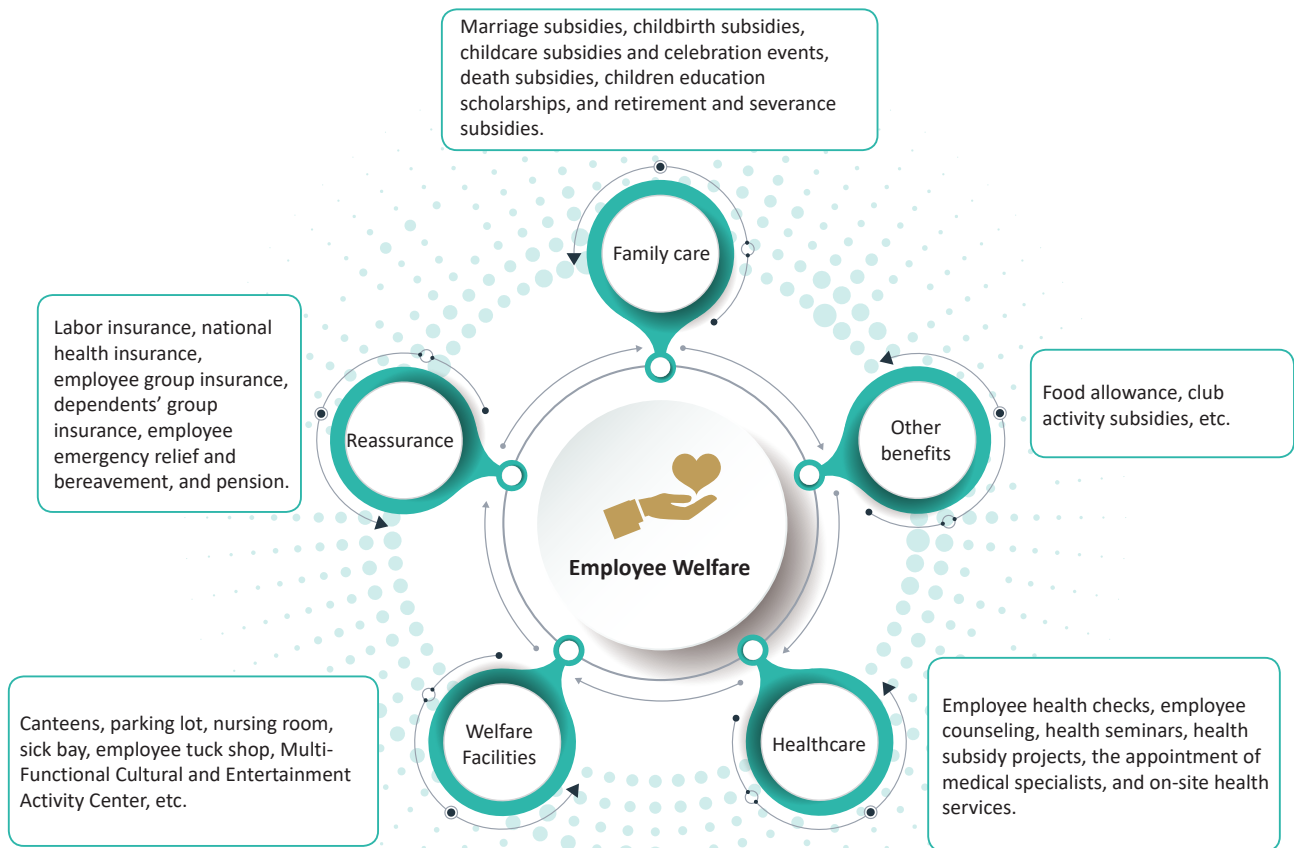 Marriage subsidies, childbirth subsidies,
childcare subsidies and celebration events,
death subsidies, children education
scholarships, and retirement and severance
subsidies.
Family care
Labor insurance, national
health insurance,
employee group insurance,
dependents’ group
insurance, employee
emergency relief and
bereavement, and pension.
Reassurance
Other
benefits
Food allowance, club
activity subsidies, etc.
Employee Welfare
Canteens, parking lot, nursing room,
sick bay, employee tuck shop, Multi-
Functional Cultural and Entertainment
Activity Center, etc.
Welfare
Facilities
Healthcare
Employee health checks, employee
counseling, health seminars, health
subsidy projects, the appointment of
medical specialists, and on-site health
services.